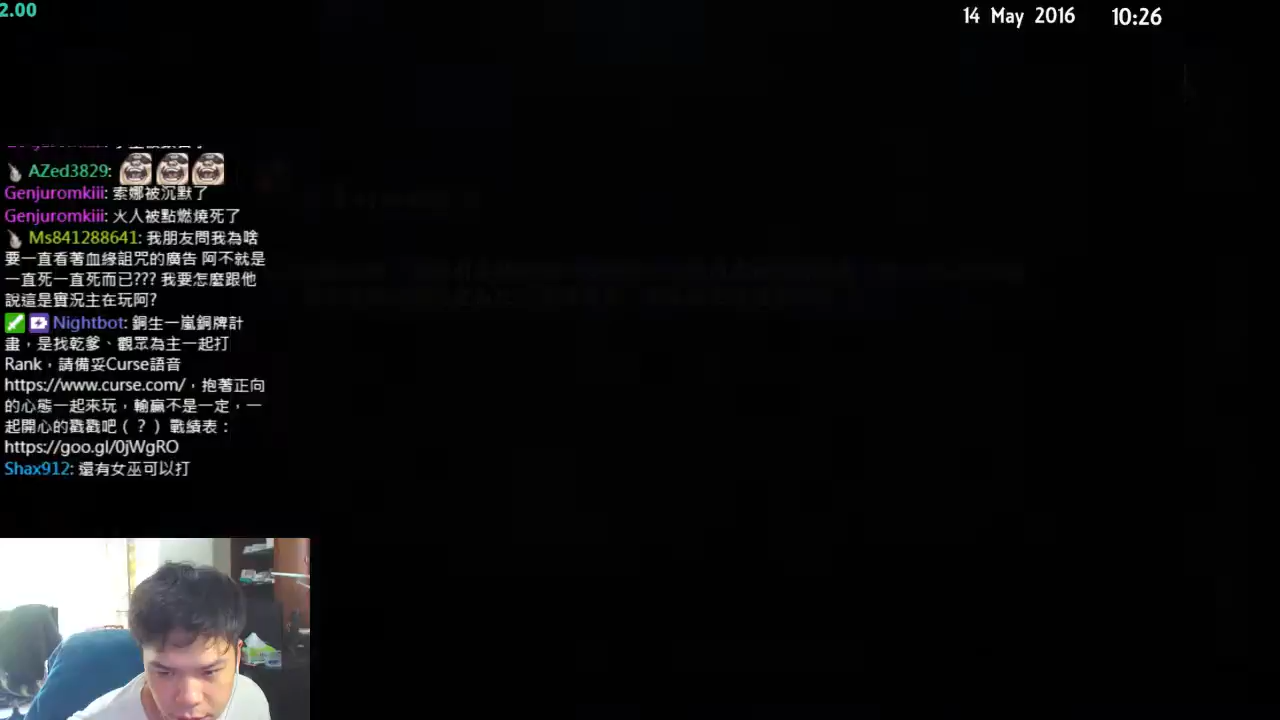 2.00
14 May 2016 10:26
AZed3829:
Genjuromkiii: 索娜被沉默了
Genjuromkiii: 火人被點燃燒死了
Ms841288641: 我朋友問我為啥
要一直看著血緣詛咒的廣告 阿不就是
一直死一直死而已??? 我要怎麼跟他
說這是實況主在玩阿?
Nightbot: 銅生一嵐銅牌計
畫，是找乾爹、觀眾為主一起打
Rank，請備妥Curse語音
https://www.curse.com/，抱著正向
的心態一起來玩，輸贏不是一定，一
起開心的戳戳吧（？） 戰績表：
https://goo.gl/0jWgRO
Shax912: 還有女巫可以打